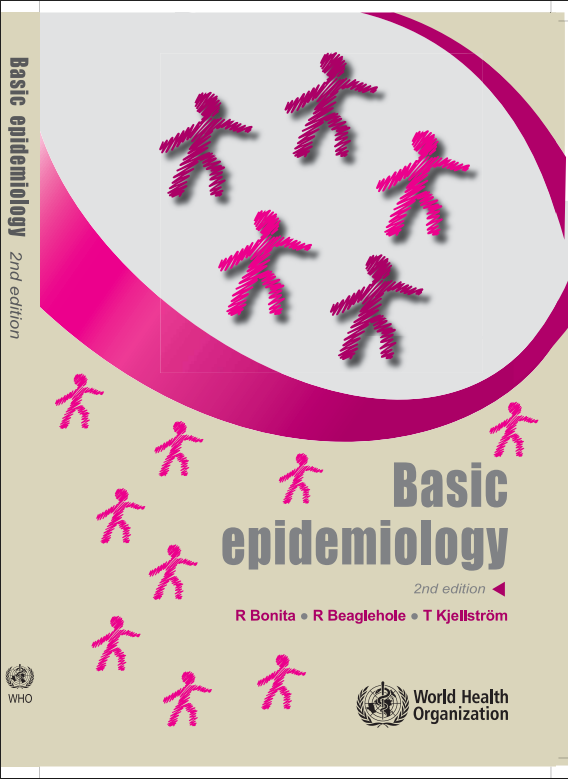 Basic epidemiology 2nd edition
WHO
Basic
epidemiology
2nd edition
R Bonita ● R Beaglehole ● T Kjellström
World Health
Organization